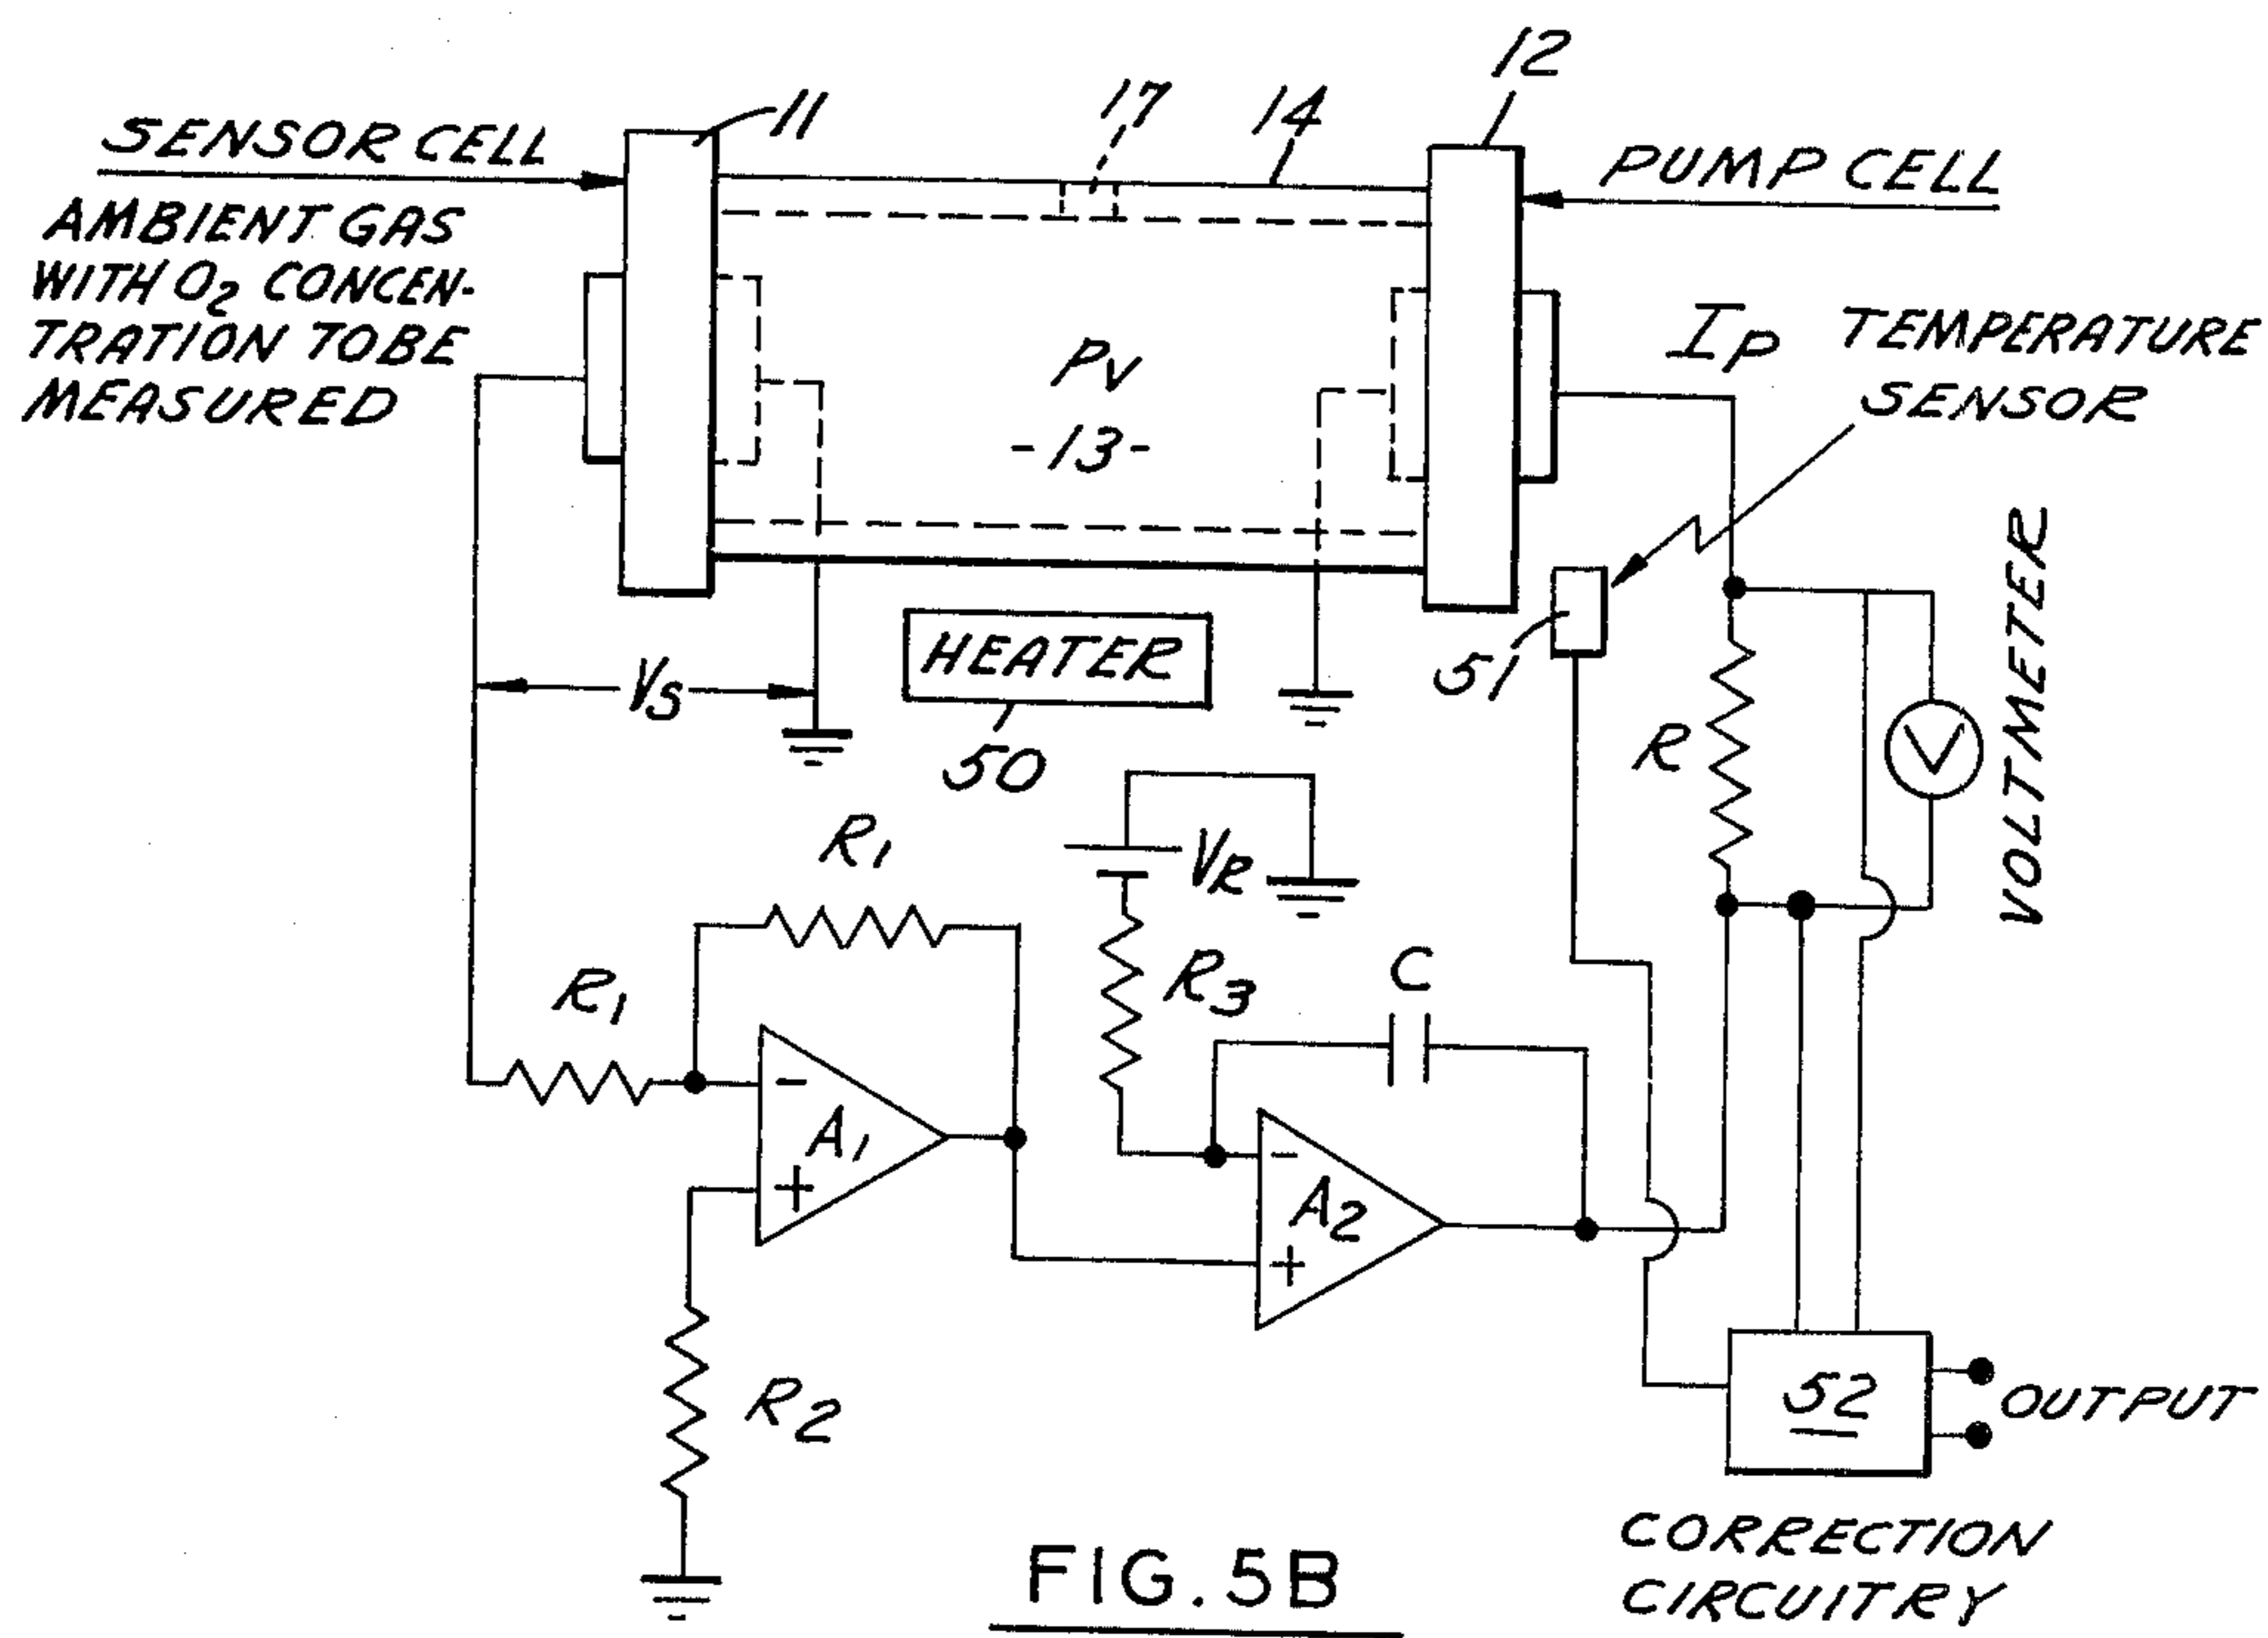 12
11
17
14
SENSOR CELL
PUMP CELL
AMBIENT GAS
WITH O₂ CONCEN-
TRATION TO BE
MEASURED
Pv
-13-
IP
TEMPERATURE
SENSOR
VOLTMETER
HEATER
50
51
VS
R
V
R1
VR
R1
R3
C
-
A1
+
-
A2
+
R2
52
OUTPUT
CORRECTION
CIRCUITRY
FIG. 5B